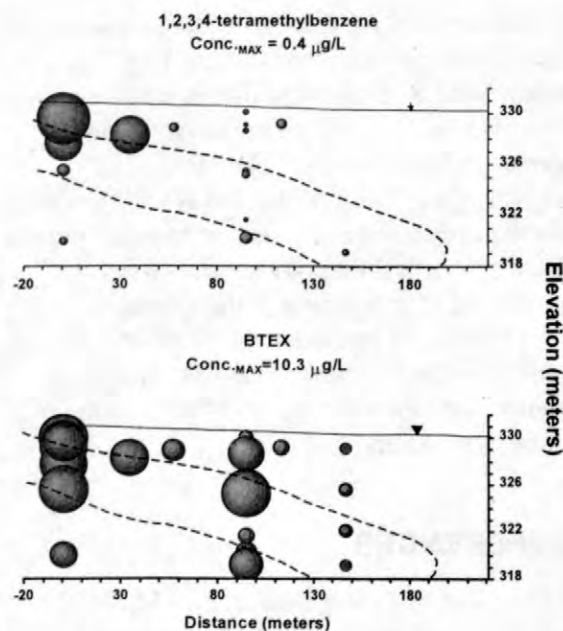 1,2,3,4-tetramethylbenzene
Conc.MAX = 0.4 µg/L
330
326
322
318
-20 30 80 130 180
Elevation (meters)
BTEX
Conc.MAX=10.3 µg/L
330
326
322
318
-20 30 80 130 180
Distance (meters)